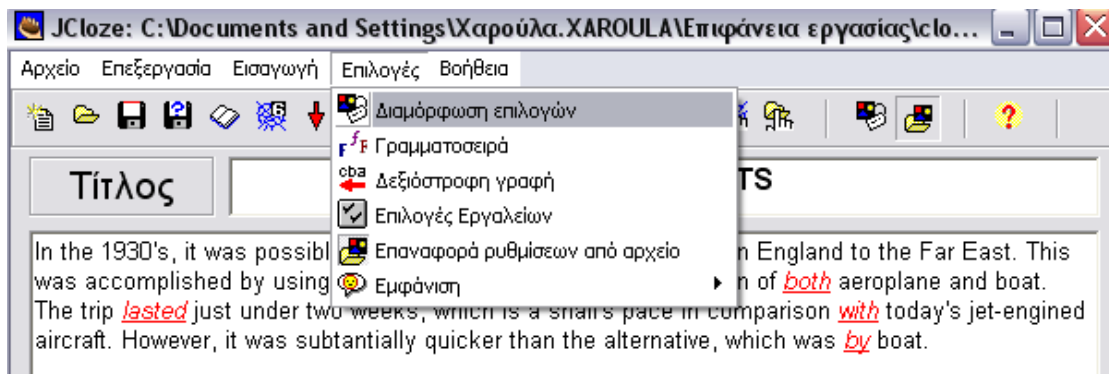 JCloze: C:\Documents and Settings\Χαρούλα.XAROULA\Επιφάνεια εργασίας\clo...
Αρχείο Επεξεργασία Εισαγωγή Επιλογές Βοήθεια
Διαμόρφωση επιλογών
Γραμματοσειρά
Δεξιόστροφη γραφή
Επιλογές Εργαλείων
Επαναφορά ρυθμίσεων από αρχείο
Εμφάνιση
Τίτλος TS
In the 1930's, it was possibl n England to the Far East. This
was accomplished by using n of both aeroplane and boat.
The trip lasted just under two weeks, which is a snail's pace in comparison with today's jet-engined
aircraft. However, it was subtantially quicker than the alternative, which was by boat.